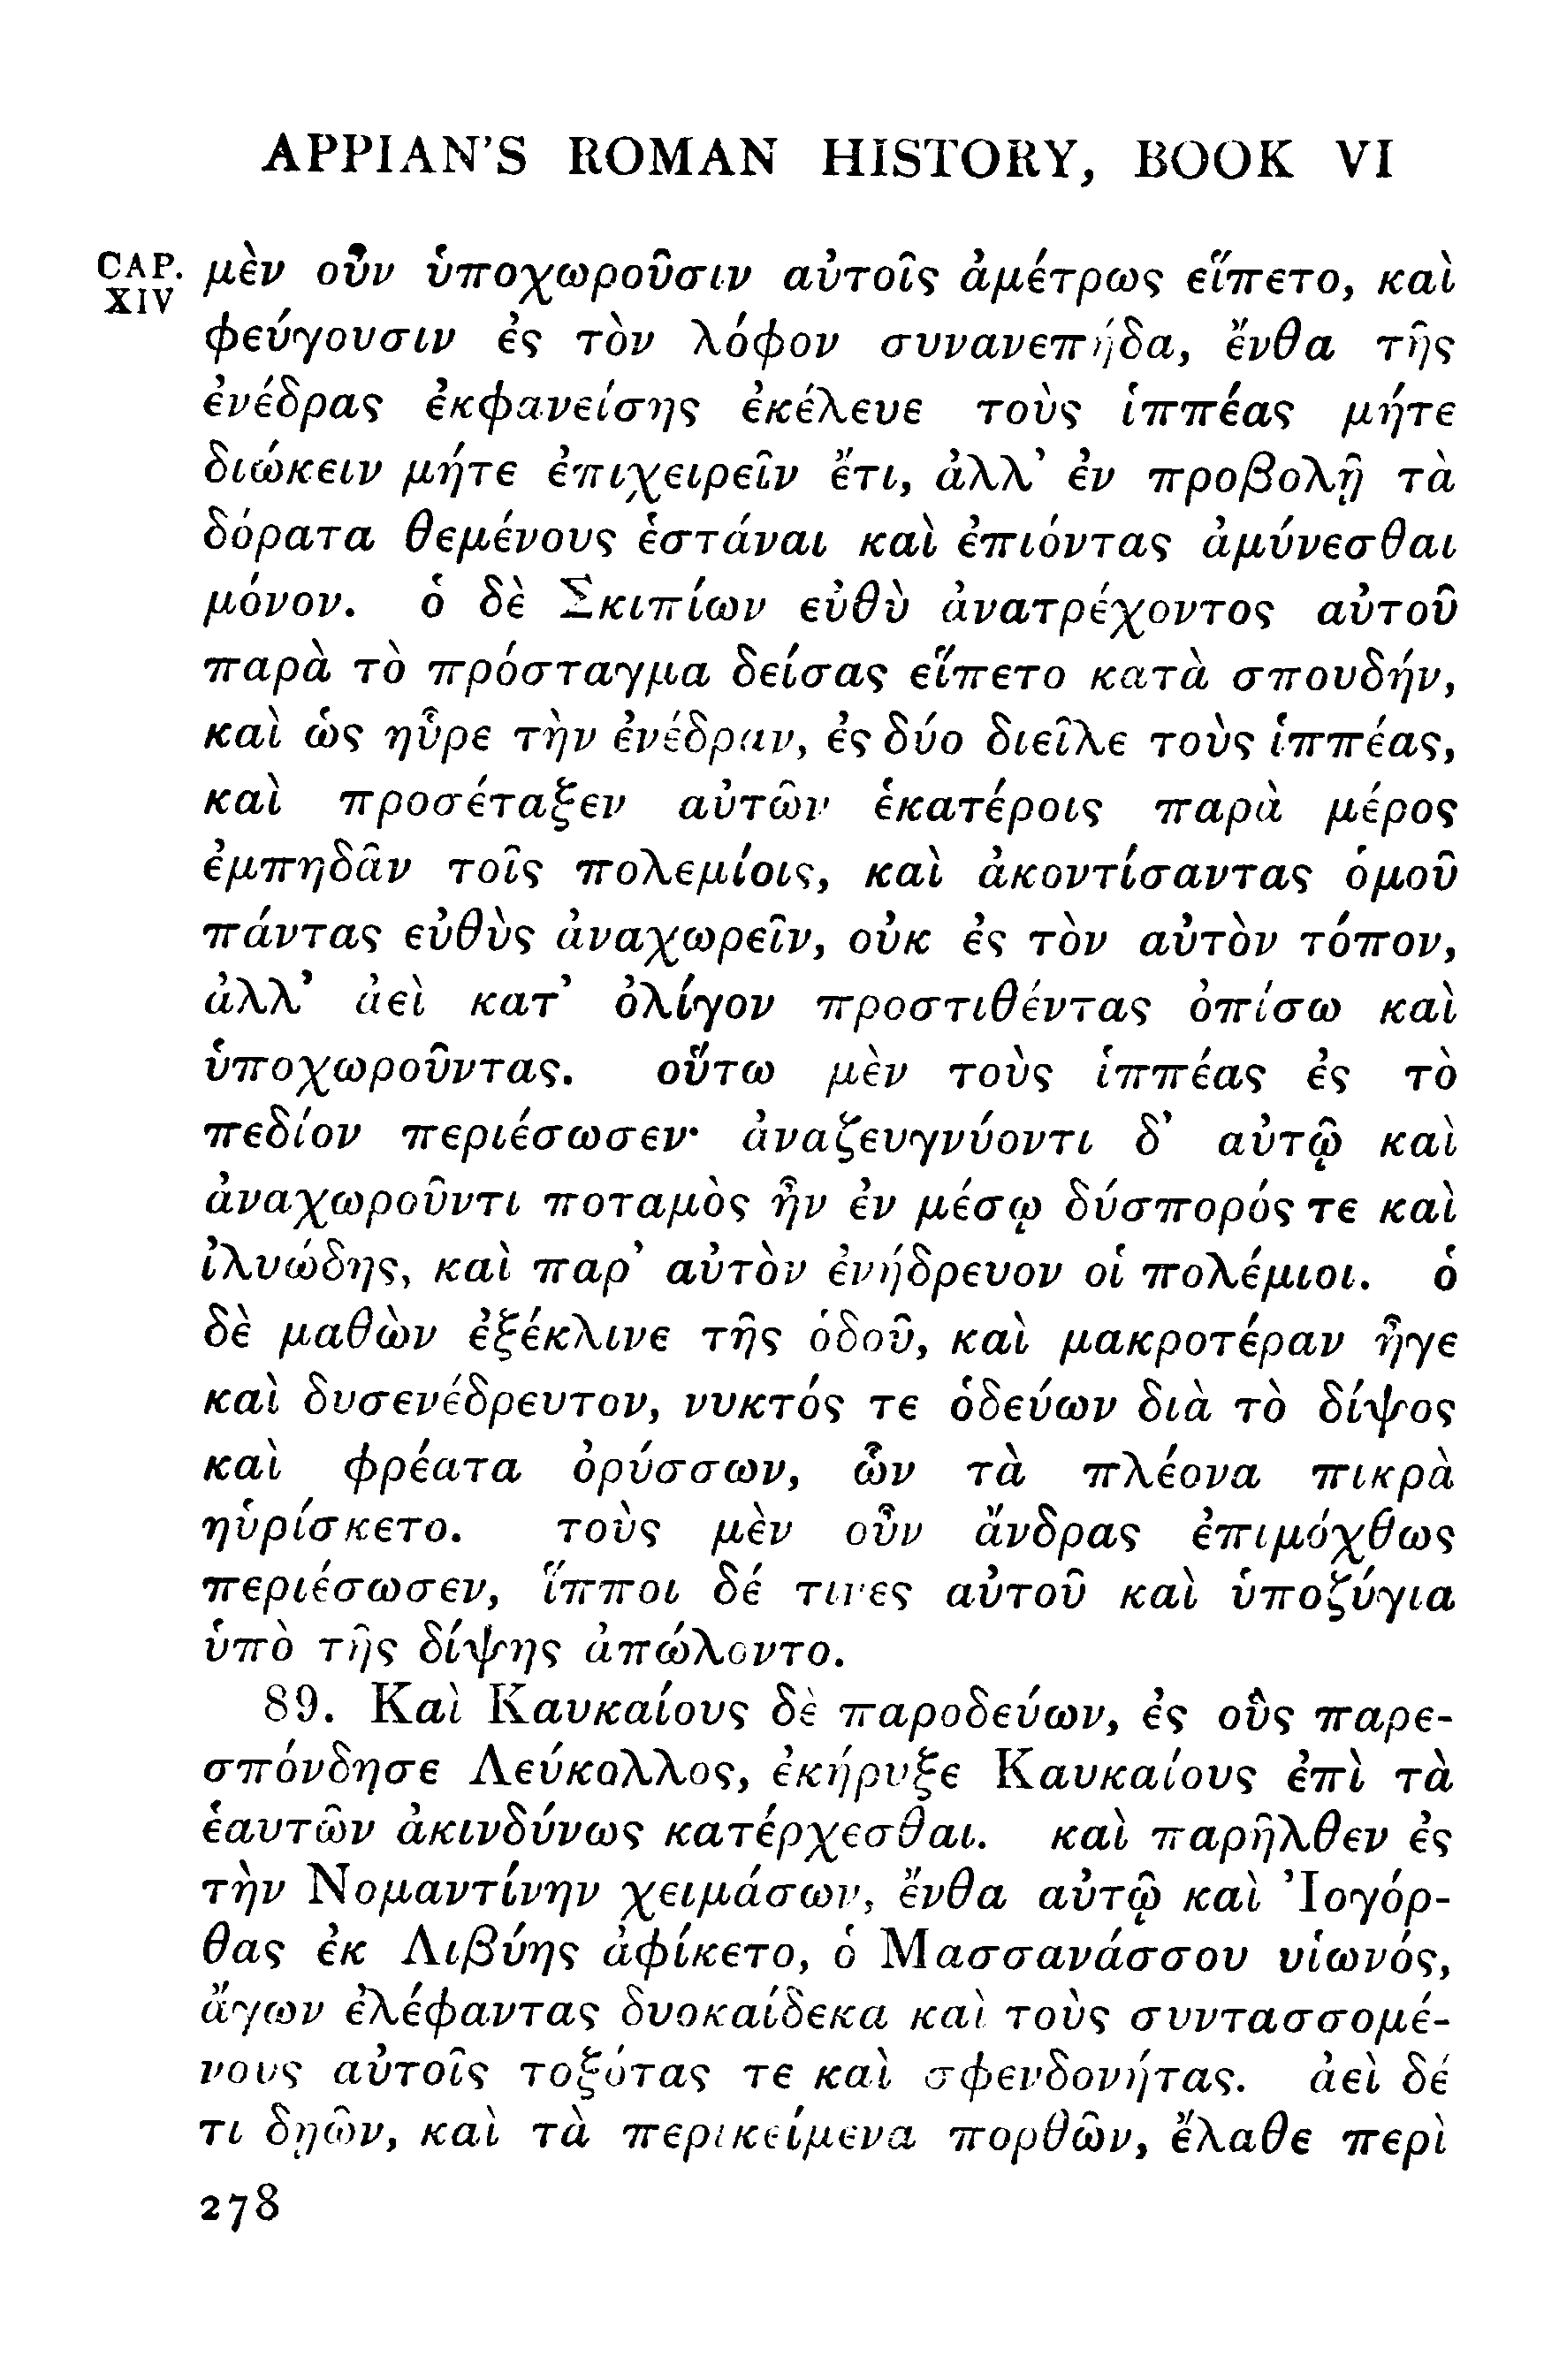 APPIAN'S ROMAN HISTORY, BOOK VI
CAP. XIV
μὲν οὖν ὑποχωροῦσιν αὐτοῖς ἀμέτρως εἵπετο, καὶ
φεύγουσιν ἐς τὸν λόφον συνανεπήδα, ἔνθα τῆς
ἐνέδρας ἐκφανείσης ἐκέλευε τοὺς ἱππέας μήτε
διώκειν μήτε ἐπιχειρεῖν ἔτι, ἀλλ' ἐν προβολῇ τὰ
δόρατα θεμένους ἑστάναι καὶ ἐπιόντας ἀμύνεσθαι
μόνον. ὁ δὲ Σκιπίων εὐθὺ ἀνατρέχοντος αὐτοῦ
παρὰ τὸ πρόσταγμα δείσας εἵπετο κατὰ σπουδήν,
καὶ ὡς ηὗρε τὴν ἐνέδραν, ἐς δύο διεῖλε τοὺς ἱππέας,
καὶ προσέταξεν αὐτῶν ἑκατέροις παρὰ μέρος
ἐμπηδᾶν τοῖς πολεμίοις, καὶ ἀκοντίσαντας ὁμοῦ
πάντας εὐθὺς ἀναχωρεῖν, οὐκ ἐς τὸν αὐτὸν τόπον,
ἀλλ' ἀεὶ κατ' ὀλίγον προστιθέντας ὀπίσω καὶ
ὑποχωροῦντας. οὕτω μὲν τοὺς ἱππέας ἐς τὸ
πεδίον περιέσωσεν· ἀναζευγνύοντι δ' αὐτῷ καὶ
ἀναχωροῦντι ποταμὸς ἦν ἐν μέσῳ δύσπορός τε καὶ
ἰλυώδης, καὶ παρ' αὐτὸν ἐνήδρευον οἱ πολέμιοι. ὁ
δὲ μαθὼν ἐξέκλινε τῆς ὁδοῦ, καὶ μακροτέραν ἦγε
καὶ δυσενέδρευτον, νυκτός τε ὁδεύων διὰ τὸ δίψος
καὶ φρέατα ὀρύσσων, ὧν τὰ πλέονα πικρὰ
ηὑρίσκετο. τοὺς μὲν οὖν ἄνδρας ἐπιμόχθως
περιέσωσεν, ἵπποι δέ τινες αὐτοῦ καὶ ὑποζύγια
ὑπὸ τῆς δίψης ἀπώλοντο.
89. Καὶ Καυκαίους δὲ παροδεύων, ἐς οὓς παρε-
σπόνδησε Λεύκολλος, ἐκήρυξε Καυκαίους ἐπὶ τὰ
ἑαυτῶν ἀκινδύνως κατέρχεσθαι. καὶ παρῆλθεν ἐς
τὴν Νομαντίνην χειμάσων, ἔνθα αὐτῷ καὶ Ἰογόρ-
θας ἐκ Λιβύης ἀφίκετο, ὁ Μασσανάσσου υἱωνός,
ἄγων ἐλέφαντας δυοκαίδεκα καὶ τοὺς συντασσομέ-
νους αὐτοῖς τοξότας τε καὶ σφενδονήτας. ἀεὶ δέ
τι δῃῶν, καὶ τὰ περικείμενα πορθῶν, ἔλαθε περὶ
278